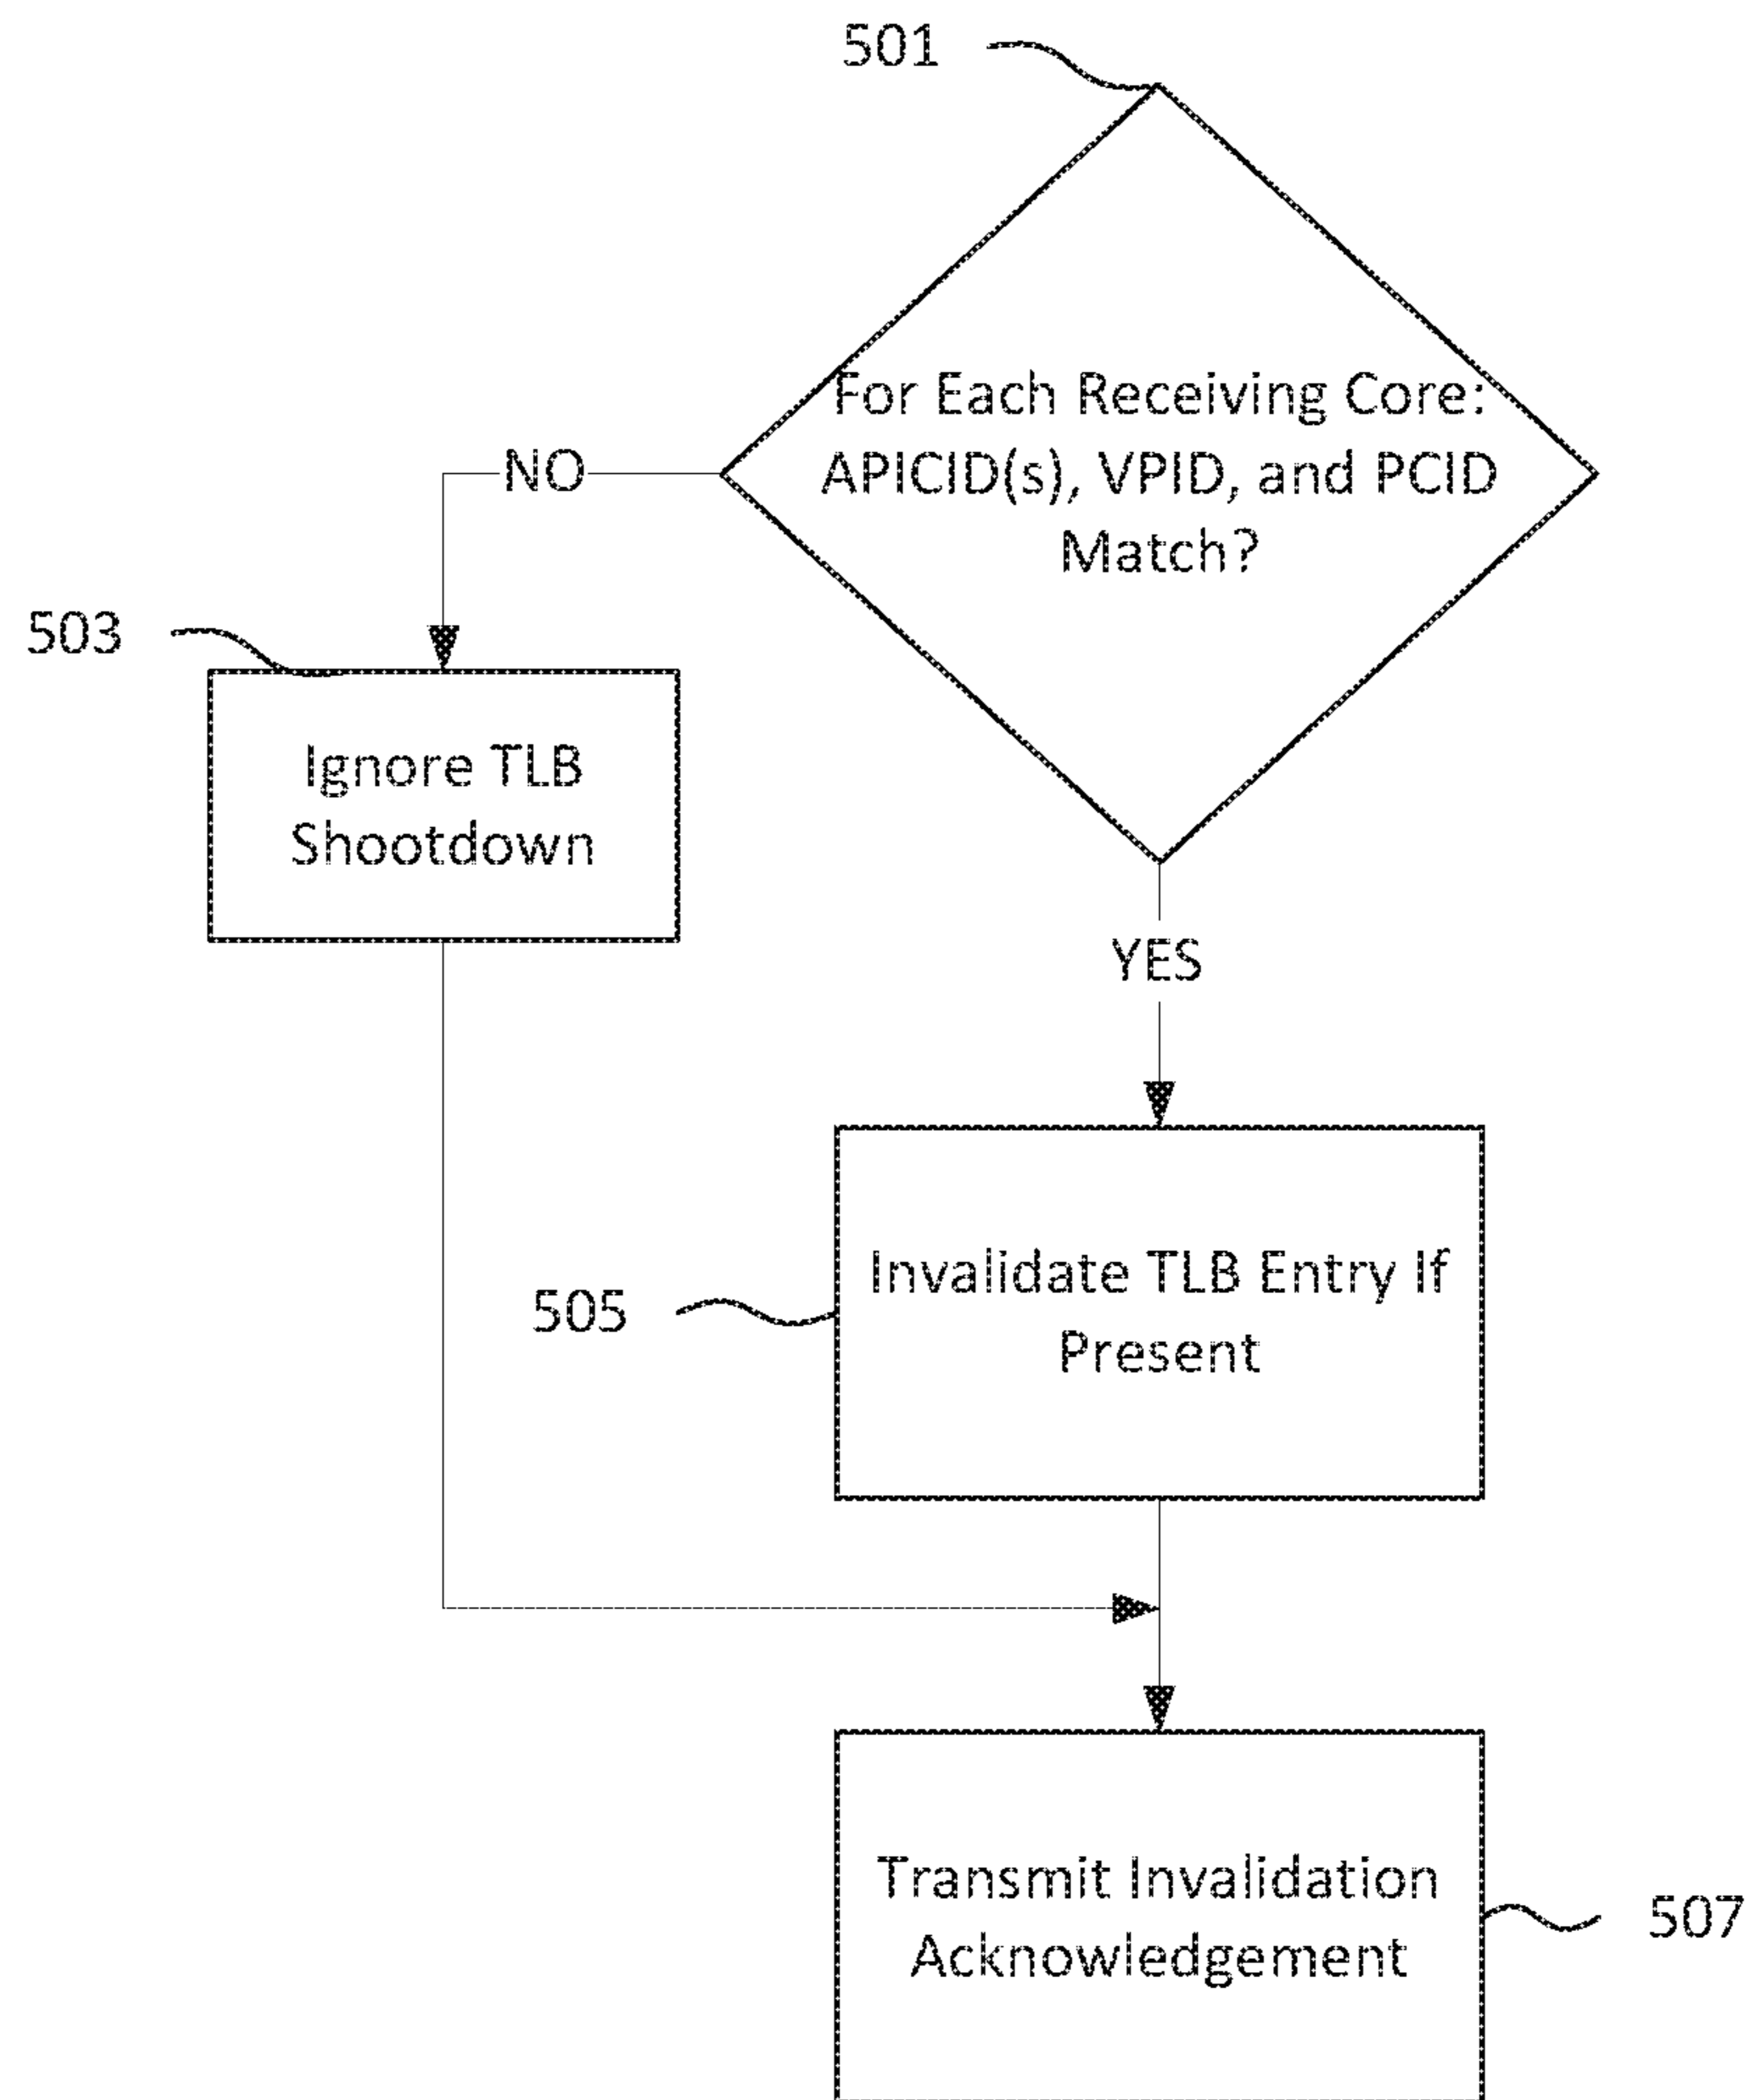 501
For Each Receiving Core:
APICID(s), VPID, and PCID
Match?
NO
503
Ignore TLB
Shootdown
YES
505
Invalidate TLB Entry If
Present
Transmit Invalidation
Acknowledgement
507